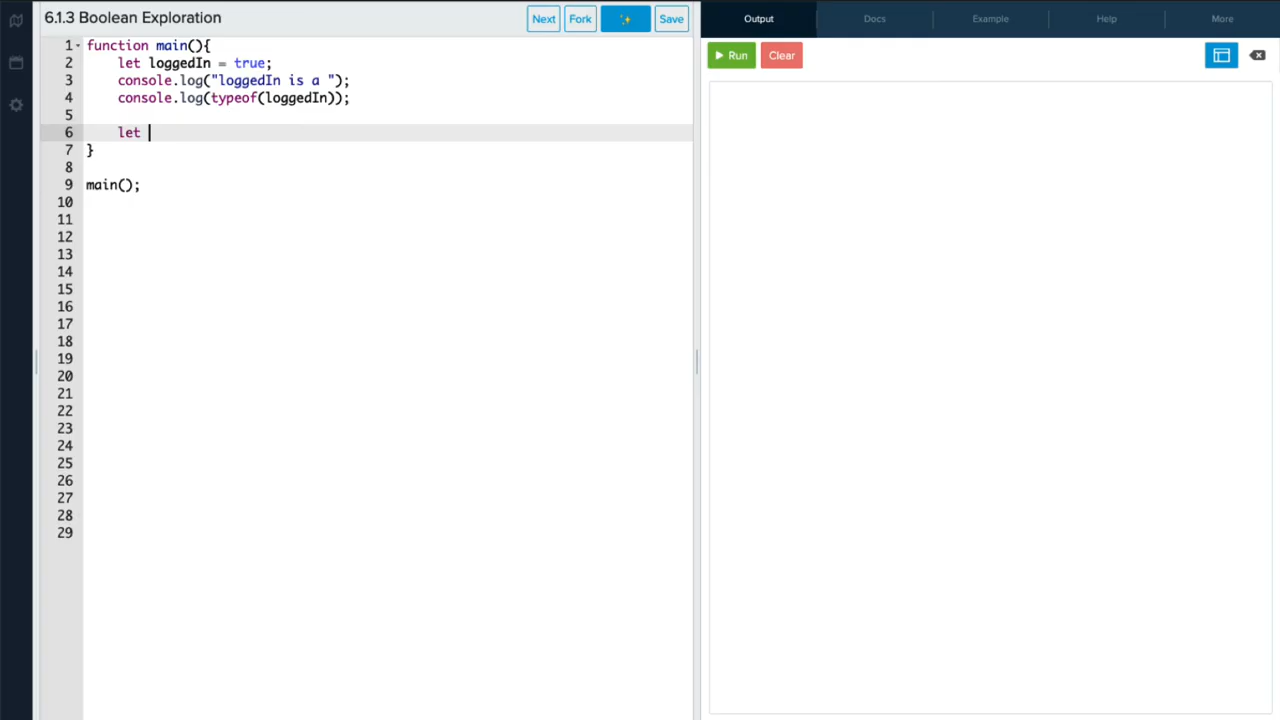 6.1.3 Boolean Exploration
Next Fork Save
Output Docs Example Help More
Run Clear
1 function main(){
2 let loggedIn = true;
3 console.log("loggedIn is a ");
4 console.log(typeof(loggedIn));
5
6 let
7 }
8
9 main();
10
11
12
13
14
15
16
17
18
19
20
21
22
23
24
25
26
27
28
29